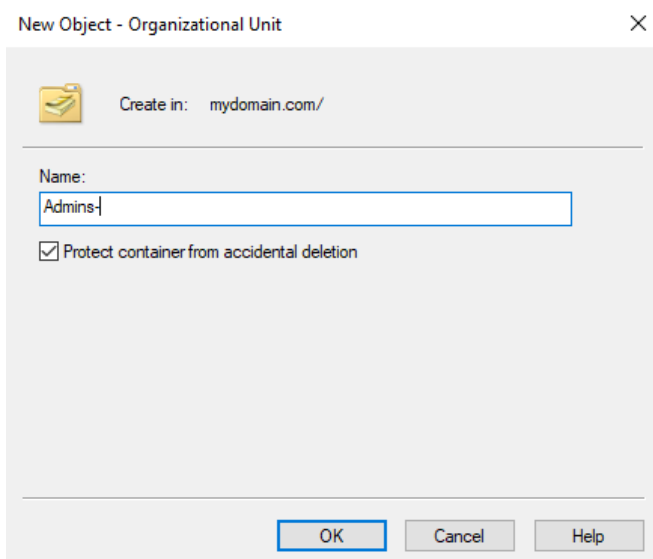 New Object - Organizational Unit
Create in: mydomain.com/
Name:
Admins-
Protect container from accidental deletion
OK Cancel Help